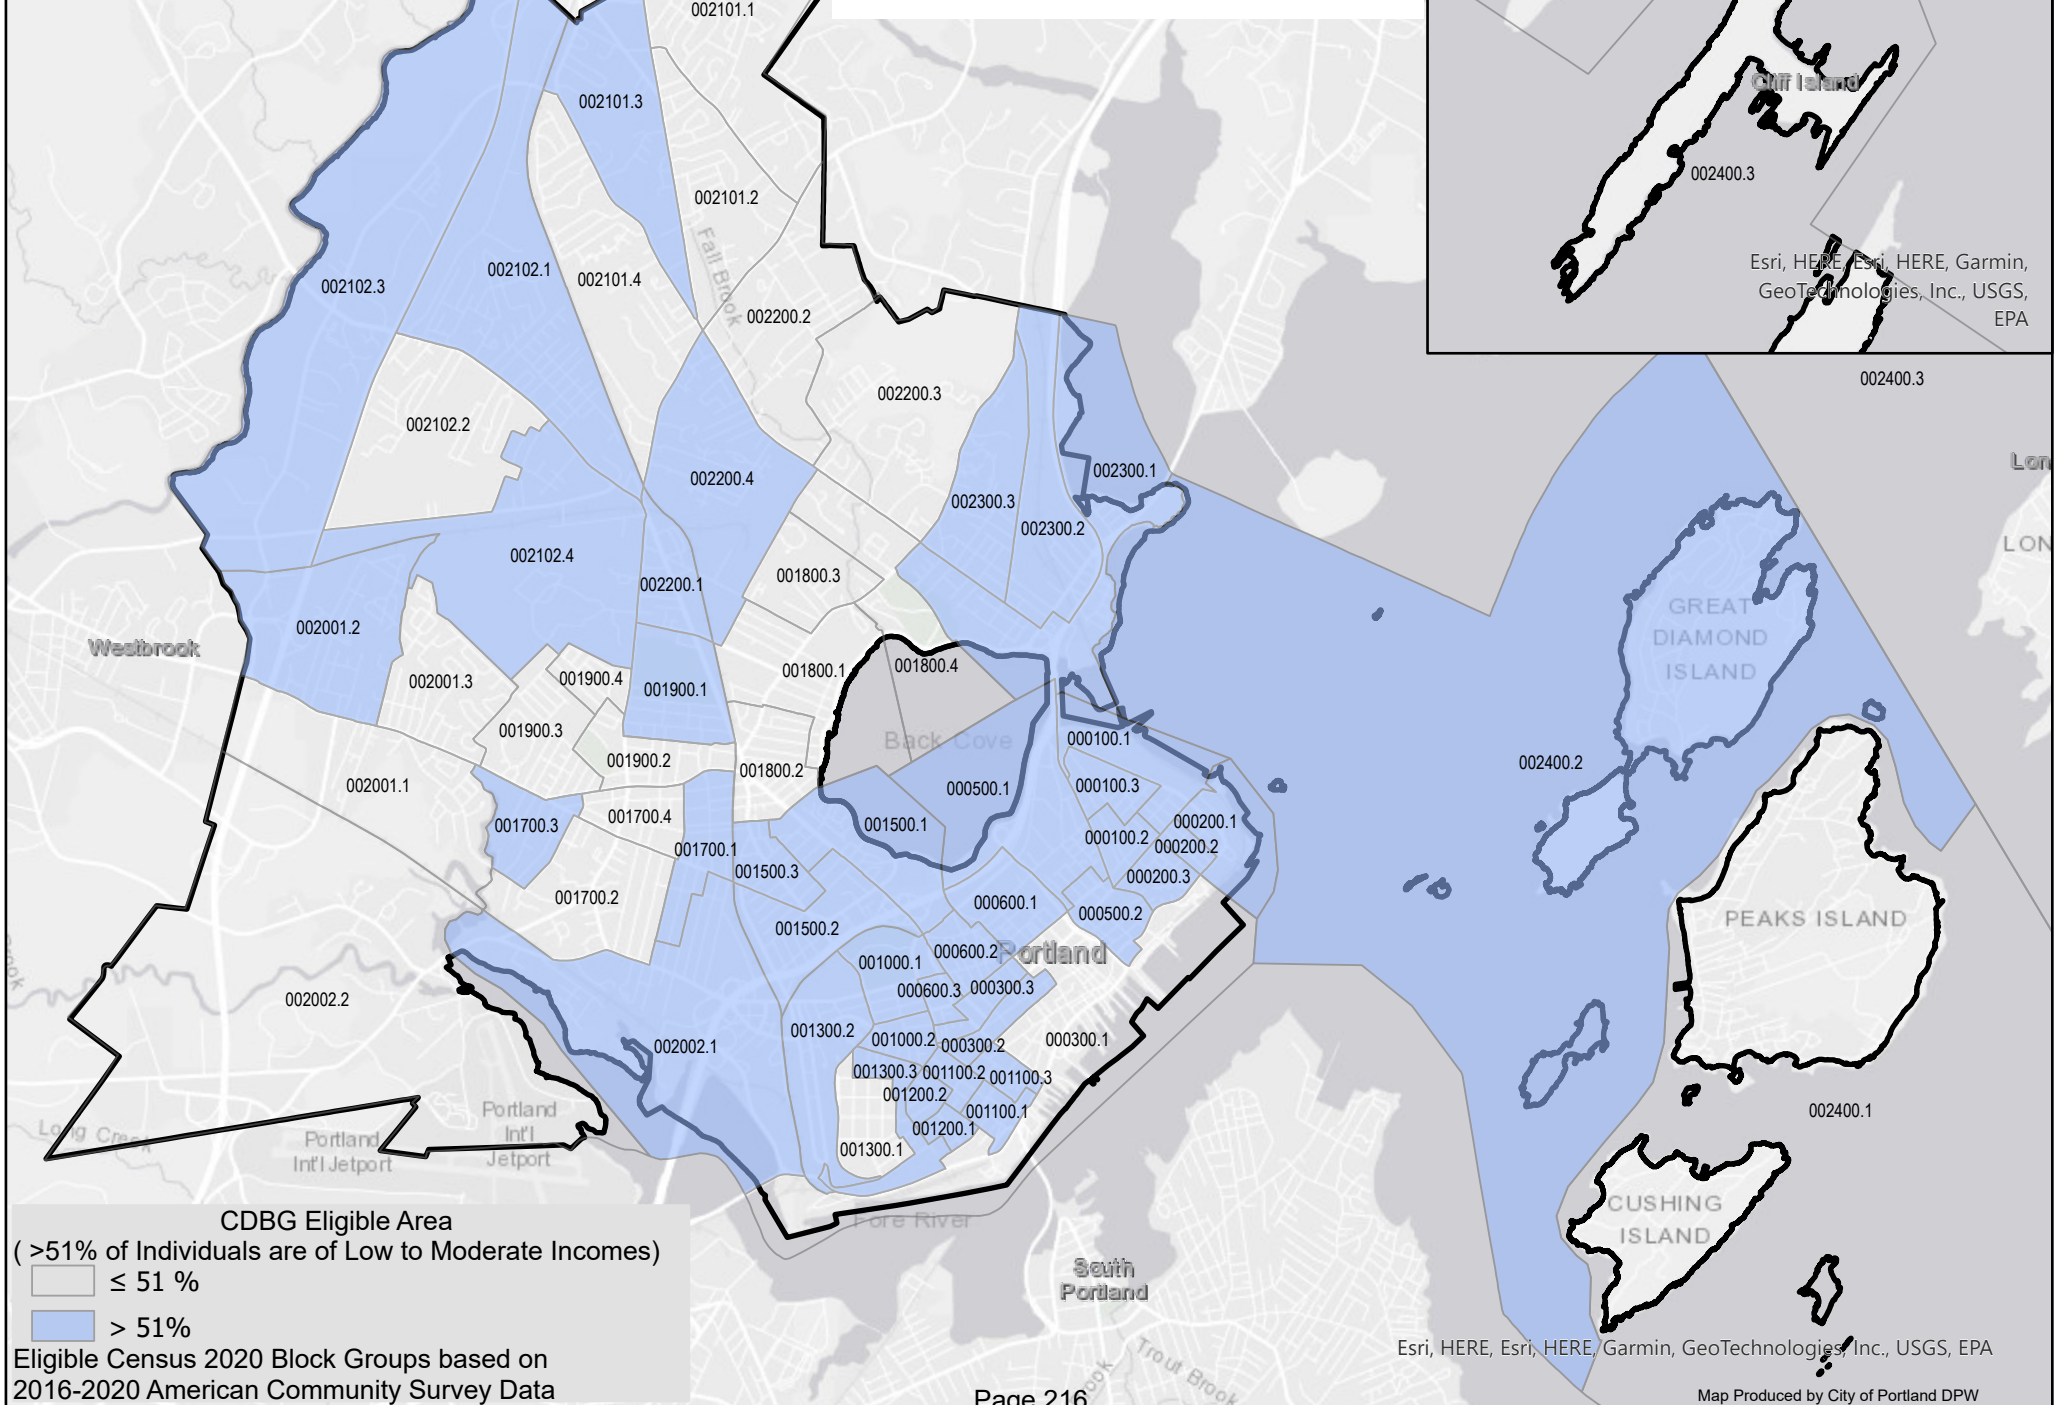 002101.1
Cliff Island
002101.3
002400.3
002101.2
Fall Brook
Esri, HERE, Esri, HERE, Garmin,
GeoTechnologies, Inc., USGS,
EPA
002102.1
002101.4
002102.3
002200.2
002400.3
002200.3
002102.2
Lon
002300.1
002200.4
002300.3
002300.2
LON
002102.4
001800.3
002200.1
GREAT
DIAMOND
ISLAND
002001.2
Westbrook
001800.4
001800.1
001900.4
002001.3
001900.1
001900.3
Back Cove
000100.1
001900.2
002400.2
001800.2
002001.1
000100.3
000500.1
001700.4
001700.3
001500.1
000200.1
000100.2
000200.2
001700.1
001500.3
000200.3
001700.2
000600.1
000500.2
PEAKS ISLAND
001500.2
000600.2
Portland
001000.1
000600.3
000300.3
ook
002002.2
001300.2
001000.2
000300.2
000300.1
002002.1
001300.3
001100.2
001100.3
001200.2
001100.1
002400.1
001200.1
Long Creek
Portland
Int'l Jetport
Portland
Int'l
Jetport
001300.1
CUSHING
ISLAND
Fore River
South
Portland
CDBG Eligible Area
( >51% of Individuals are of Low to Moderate Incomes)
≤ 51 %
> 51%
Eligible Census 2020 Block Groups based on
2016-2020 American Community Survey Data
Trout Brook
ook
Esri, HERE, Esri, HERE, Garmin, GeoTechnologies, Inc., USGS, EPA
Page 216
Map Produced by City of Portland DPW